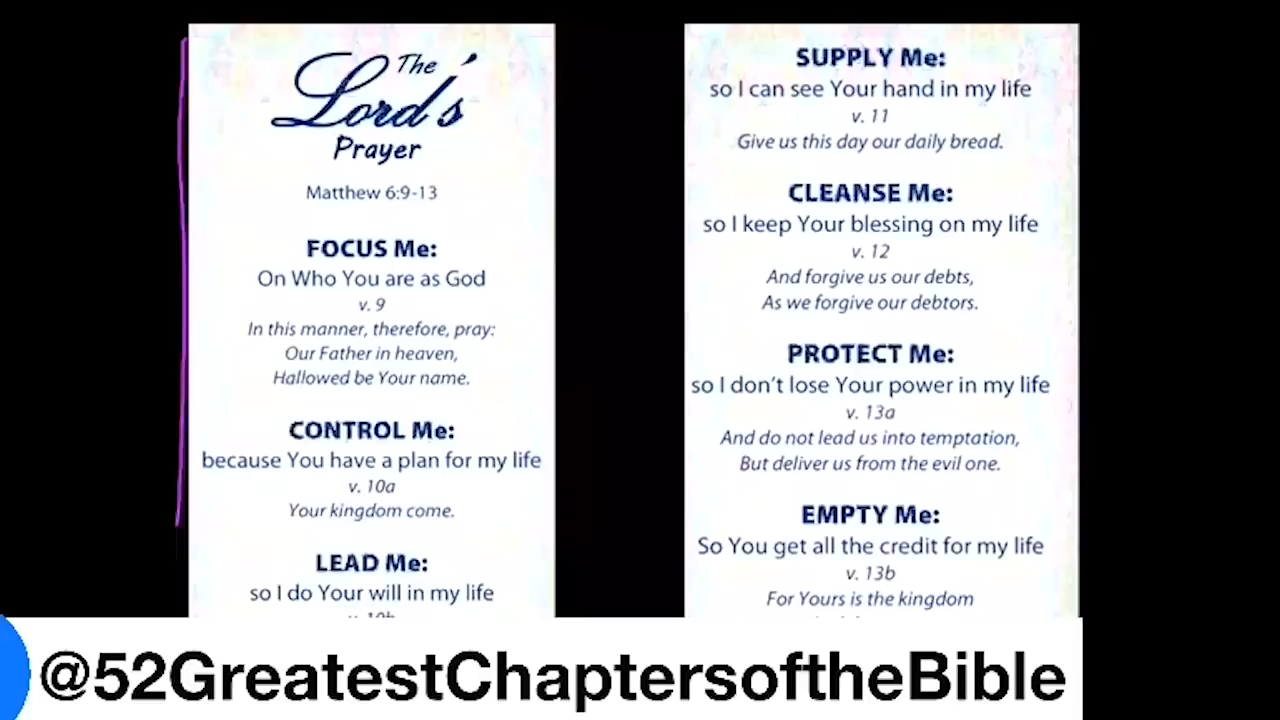 The
Lord's
Prayer
Matthew 6:9-13
FOCUS Me:
On Who You are as God
v. 9
In this manner, therefore, pray:
Our Father in heaven,
Hallowed be Your name.
CONTROL Me:
because You have a plan for my life
v. 10a
Your kingdom come.
LEAD Me:
so I do Your will in my life
SUPPLY Me:
so I can see Your hand in my life
v. 11
Give us this day our daily bread.
CLEANSE Me:
so I keep Your blessing on my life
v. 12
And forgive us our debts,
As we forgive our debtors.
PROTECT Me:
so I don't lose Your power in my life
v. 13a
And do not lead us into temptation,
But deliver us from the evil one.
EMPTY Me:
So You get all the credit for my life
v. 13b
For Yours is the kingdom
@52GreatestChaptersoftheBible